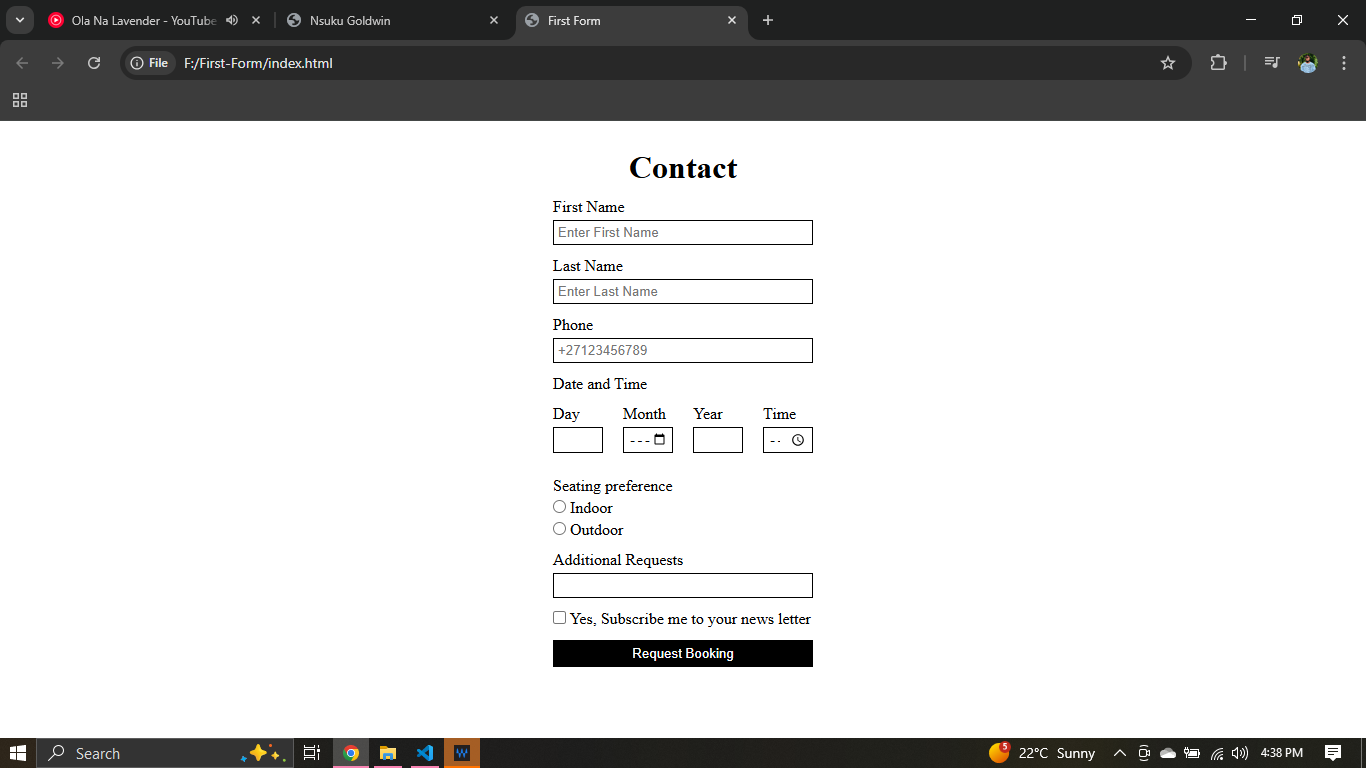 Ola Na Lavender - YouTube
Nsuku Goldwin
First Form
File
F:/First-Form/index.html
Contact
First Name
Enter First Name
Last Name
Enter Last Name
Phone
+27123456789
Date and Time
Day Month Year Time
--- --
Seating preference
Indoor
Outdoor
Additional Requests
Yes, Subscribe me to your news letter
Request Booking
Search
5
22°C Sunny
4:38 PM